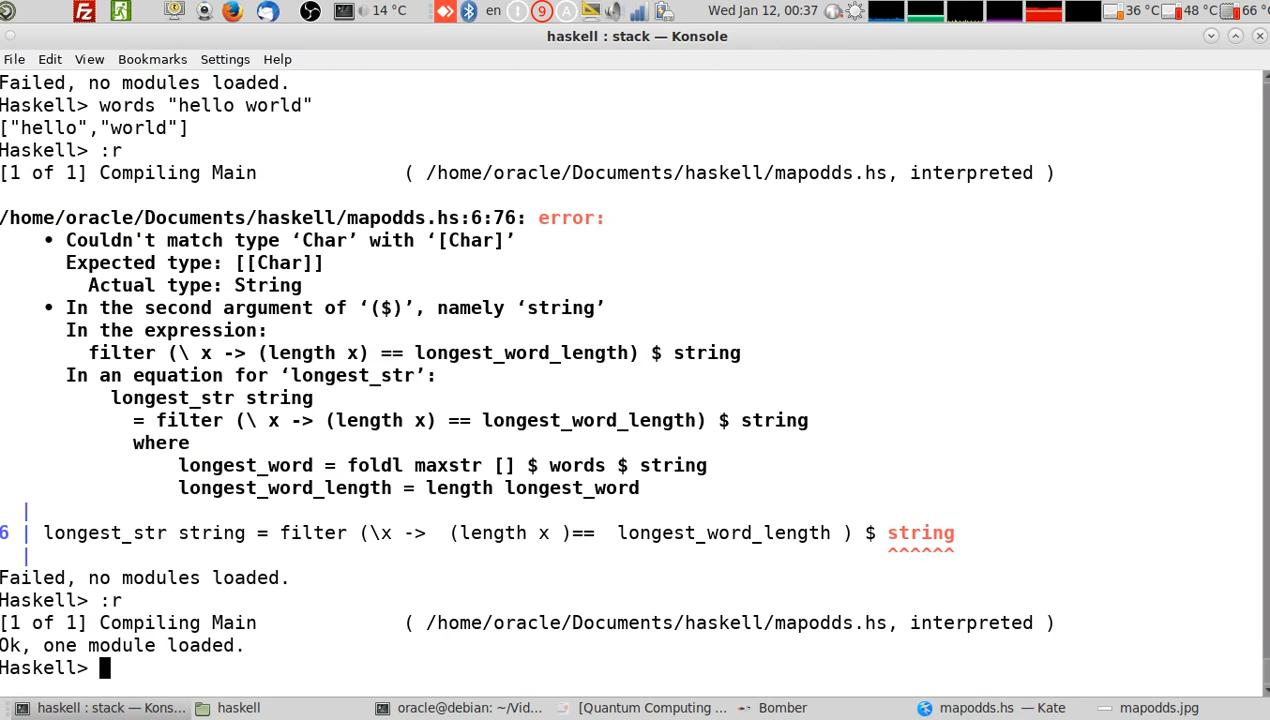 14 °C
en
9
A
Wed Jan 12, 00:37
36 °C
48 °C
66 °C
haskell : stack — Konsole
File Edit View Bookmarks Settings Help
Failed, no modules loaded.
Haskell> words "hello world"
["hello","world"]
Haskell> :r
[1 of 1] Compiling Main             ( /home/oracle/Documents/haskell/mapodds.hs, interpreted )
/home/oracle/Documents/haskell/mapodds.hs:6:76: error:
    • Couldn't match type ‘Char’ with ‘[Char]’
      Expected type: [[Char]]
        Actual type: String
    • In the second argument of ‘($)’, namely ‘string’
      In the expression:
        filter (\ x -> (length x) == longest_word_length) $ string
      In an equation for ‘longest_str’:
          longest_str string
            = filter (\ x -> (length x) == longest_word_length) $ string
            where
                longest_word = foldl maxstr [] $ words $ string
                longest_word_length = length longest_word
  |
6 | longest_str string = filter (\x ->  (length x )==  longest_word_length ) $ string
  |                                                                            ^^^^^^
Failed, no modules loaded.
Haskell> :r
[1 of 1] Compiling Main             ( /home/oracle/Documents/haskell/mapodds.hs, interpreted )
Ok, one module loaded.
Haskell>
haskell : stack — Kons...
haskell
oracle@debian: ~/Vid...
[Quantum Computing ...
Bomber
mapodds.hs — Kate
mapodds.jpg